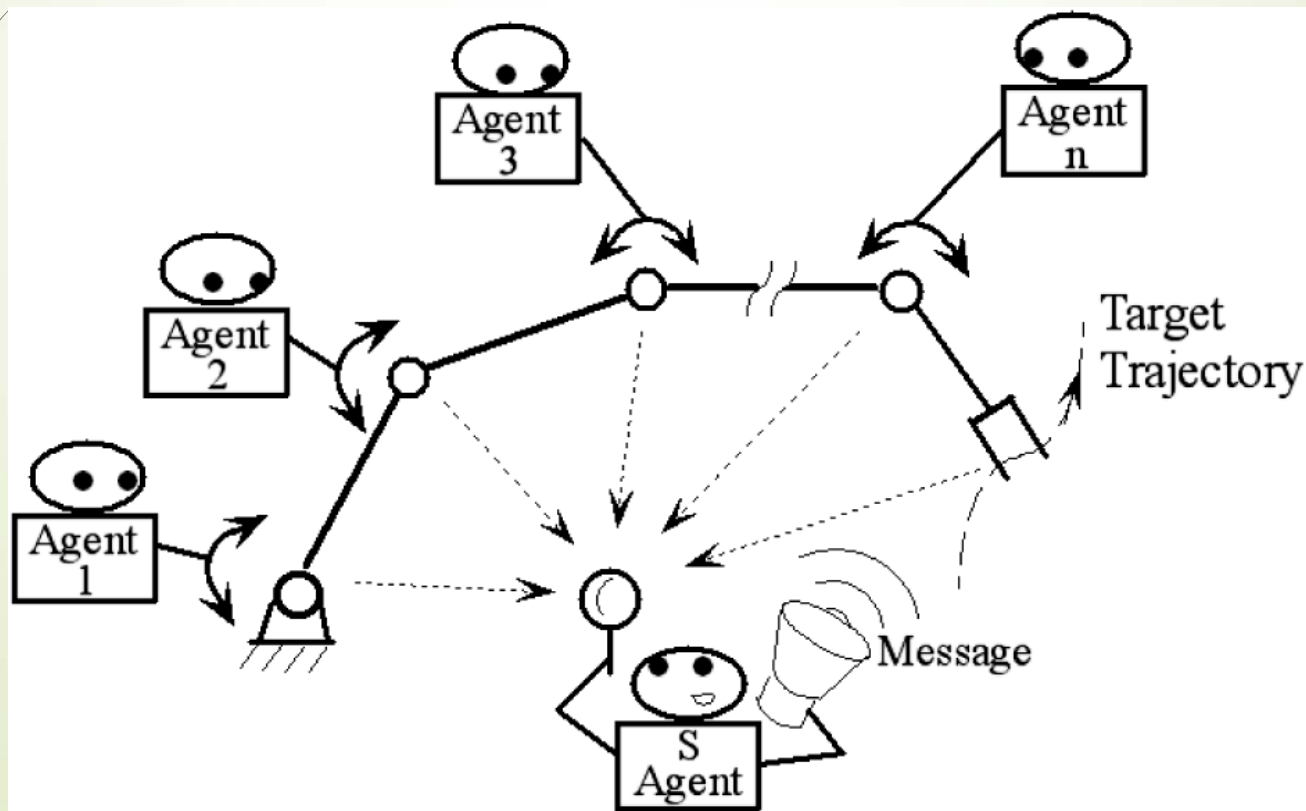 Agent
3
Agent
n
Agent
2
Target
Trajectory
Agent
1
Message
S
Agent